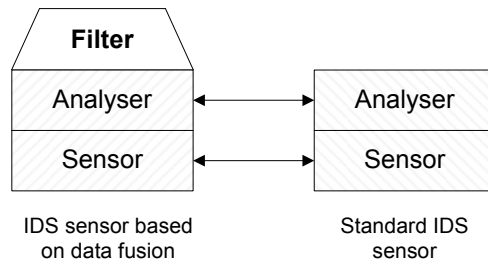 Filter
Analyser
Analyser
Sensor
Sensor
IDS sensor based
on data fusion
Standard IDS
sensor